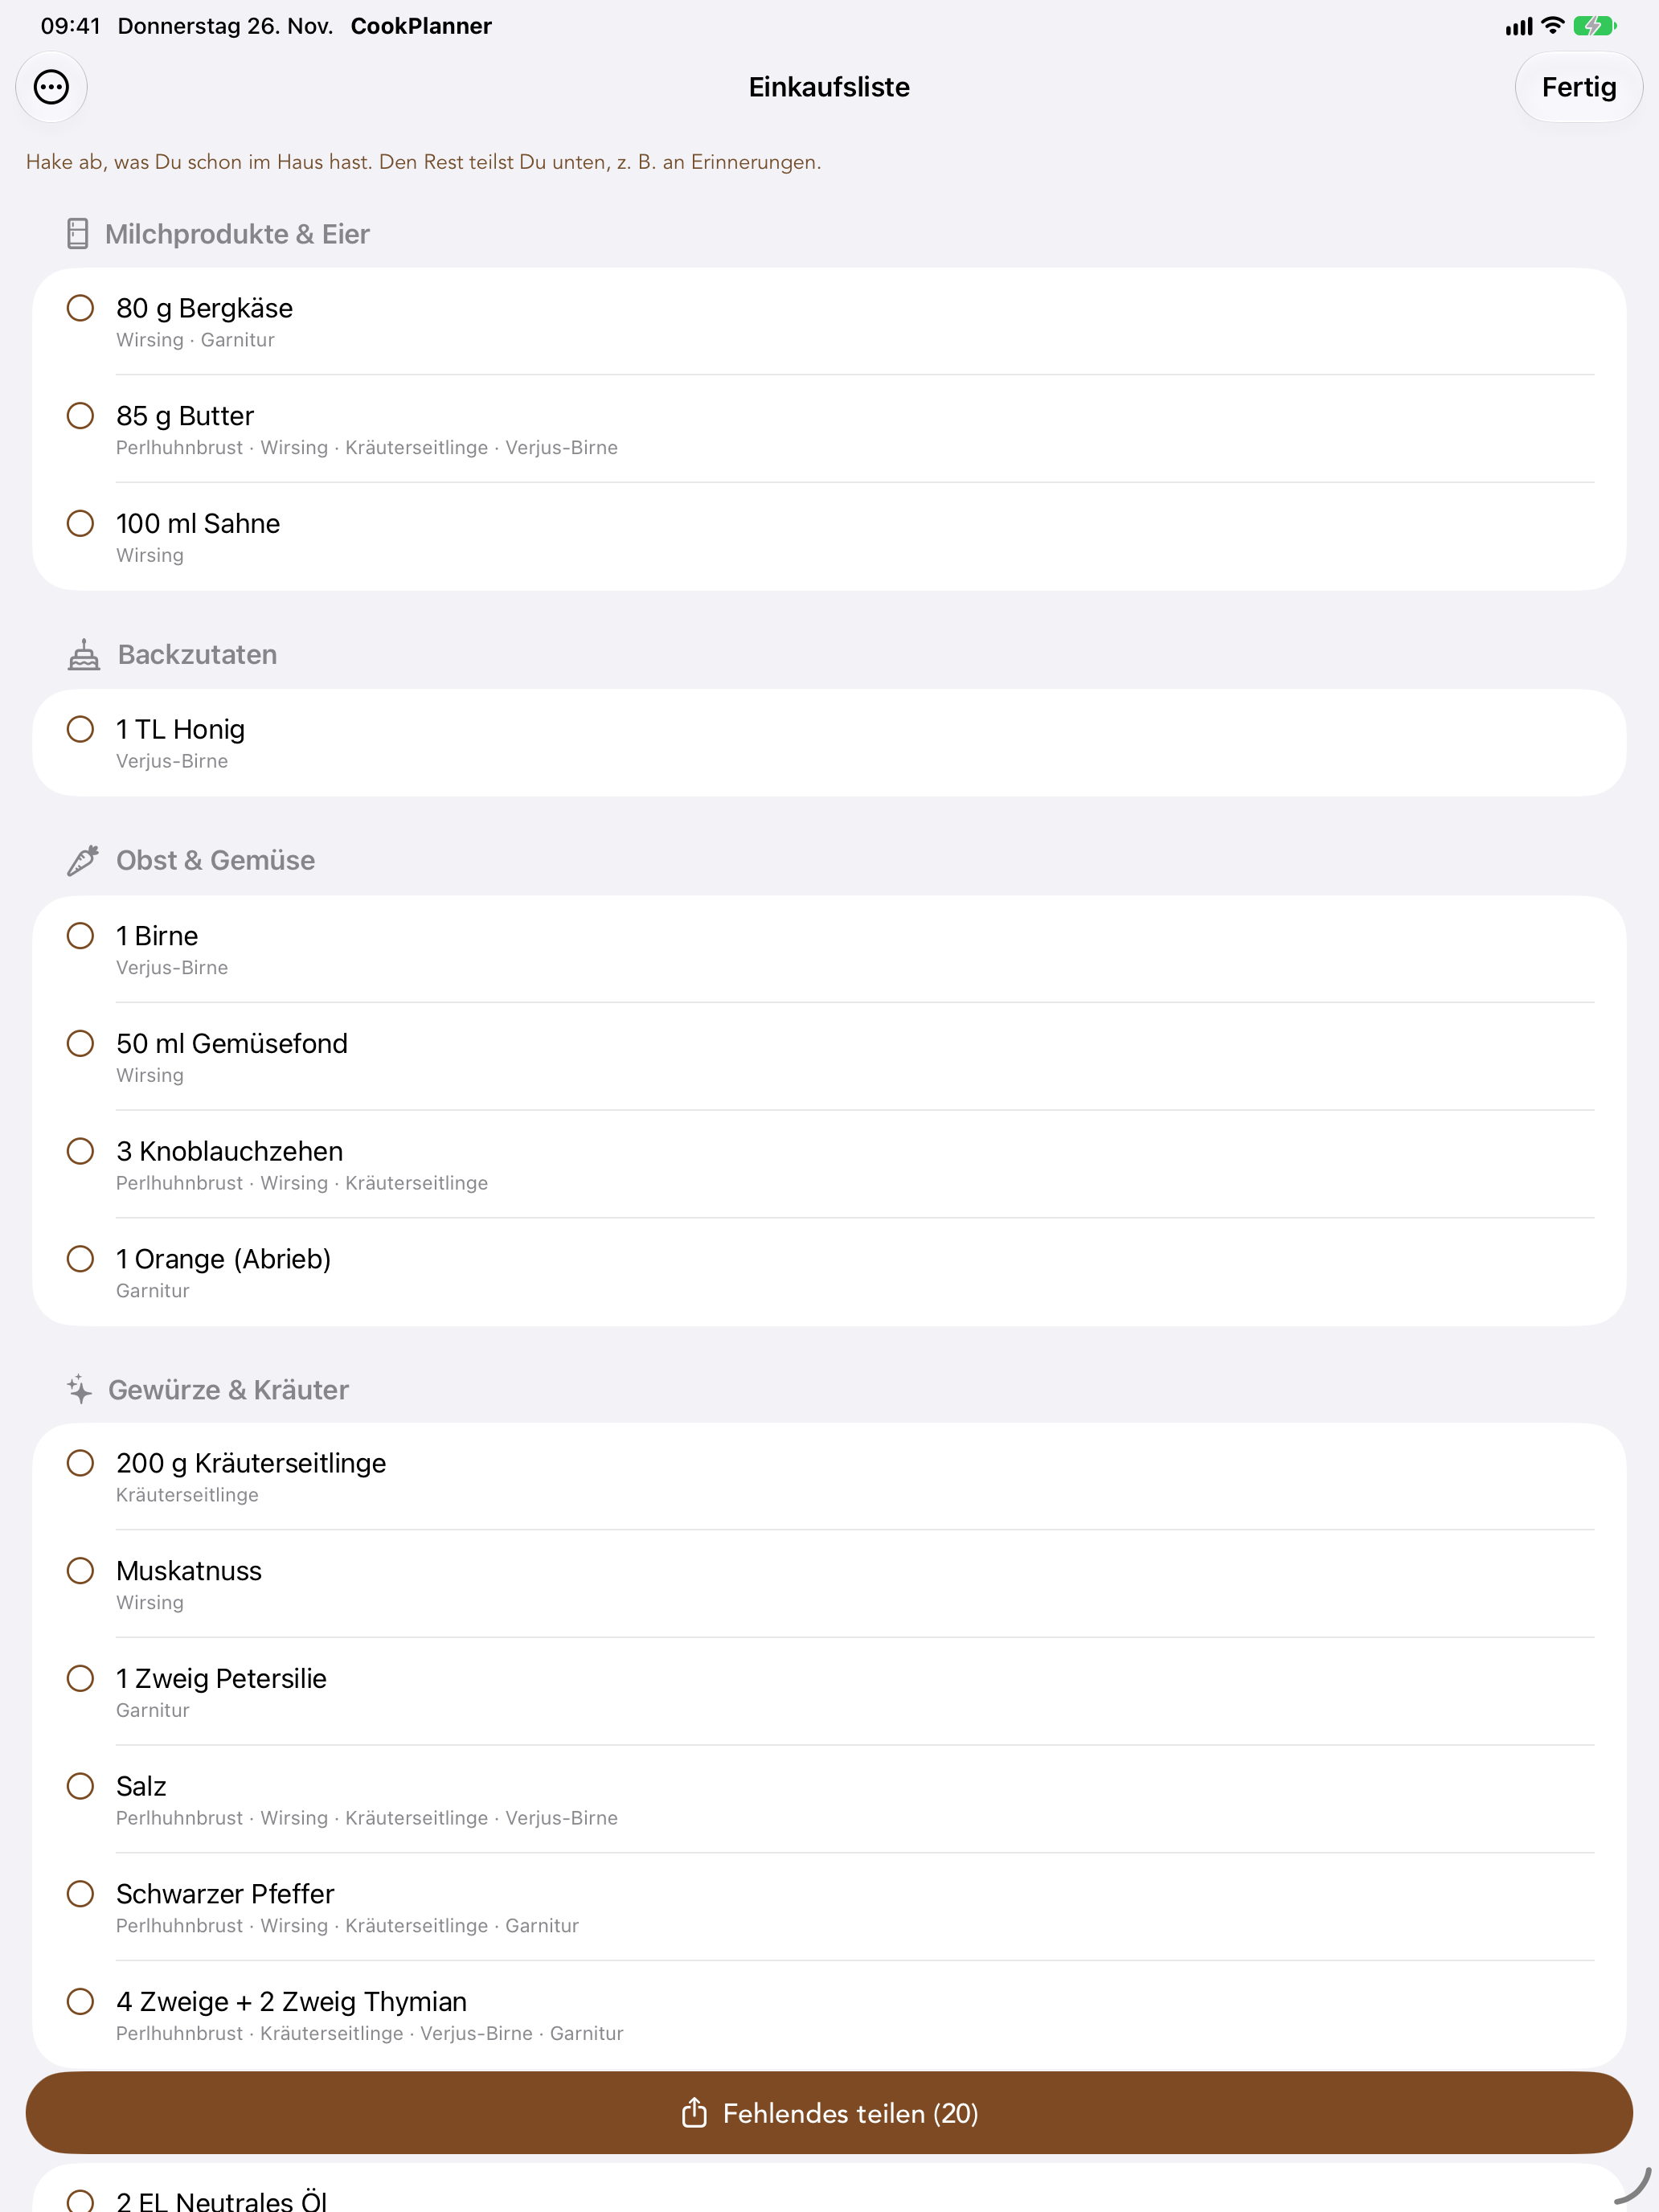 09:41 Donnerstag 26. Nov. CookPlanner
Einkaufsliste
Fertig
Hake ab, was Du schon im Haus hast. Den Rest teilst Du unten, z. B. an Erinnerungen.
Milchprodukte & Eier
80 g Bergkäse
Wirsing · Garnitur
85 g Butter
Perlhuhnbrust · Wirsing · Kräuterseitlinge · Verjus-Birne
100 ml Sahne
Wirsing
Backzutaten
1 TL Honig
Verjus-Birne
Obst & Gemüse
1 Birne
Verjus-Birne
50 ml Gemüsefond
Wirsing
3 Knoblauchzehen
Perlhuhnbrust · Wirsing · Kräuterseitlinge
1 Orange (Abrieb)
Garnitur
Gewürze & Kräuter
200 g Kräuterseitlinge
Kräuterseitlinge
Muskatnuss
Wirsing
1 Zweig Petersilie
Garnitur
Salz
Perlhuhnbrust · Wirsing · Kräuterseitlinge · Verjus-Birne
Schwarzer Pfeffer
Perlhuhnbrust · Wirsing · Kräuterseitlinge · Garnitur
4 Zweige + 2 Zweig Thymian
Perlhuhnbrust · Kräuterseitlinge · Verjus-Birne · Garnitur
Fehlendes teilen (20)
2 EL Neutrales Öl